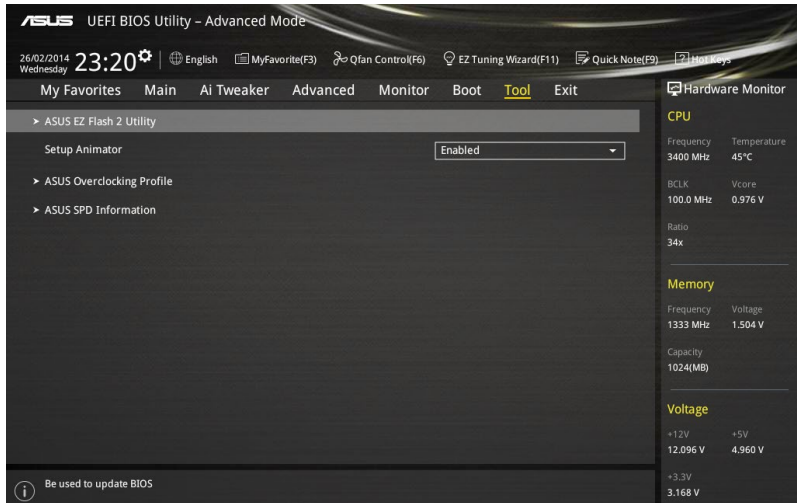 ASUS UEFI BIOS Utility – Advanced Mode
26/02/2014
Wednesday
23:20
English
MyFavorite(F3)
Qfan Control(F6)
EZ Tuning Wizard(F11)
Quick Note(F9)
? Hot Keys
My Favorites Main Ai Tweaker Advanced Monitor Boot Tool Exit
Hardware Monitor
> ASUS EZ Flash 2 Utility
Setup Animator Enabled
> ASUS Overclocking Profile
> ASUS SPD Information
CPU
Frequency Temperature
3400 MHz 45°C
BCLK Vcore
100.0 MHz 0.976 V
Ratio
34x
Memory
Frequency Voltage
1333 MHz 1.504 V
Capacity
1024(MB)
Voltage
+12V +5V
12.096 V 4.960 V
+3.3V
3.168 V
i Be used to update BIOS